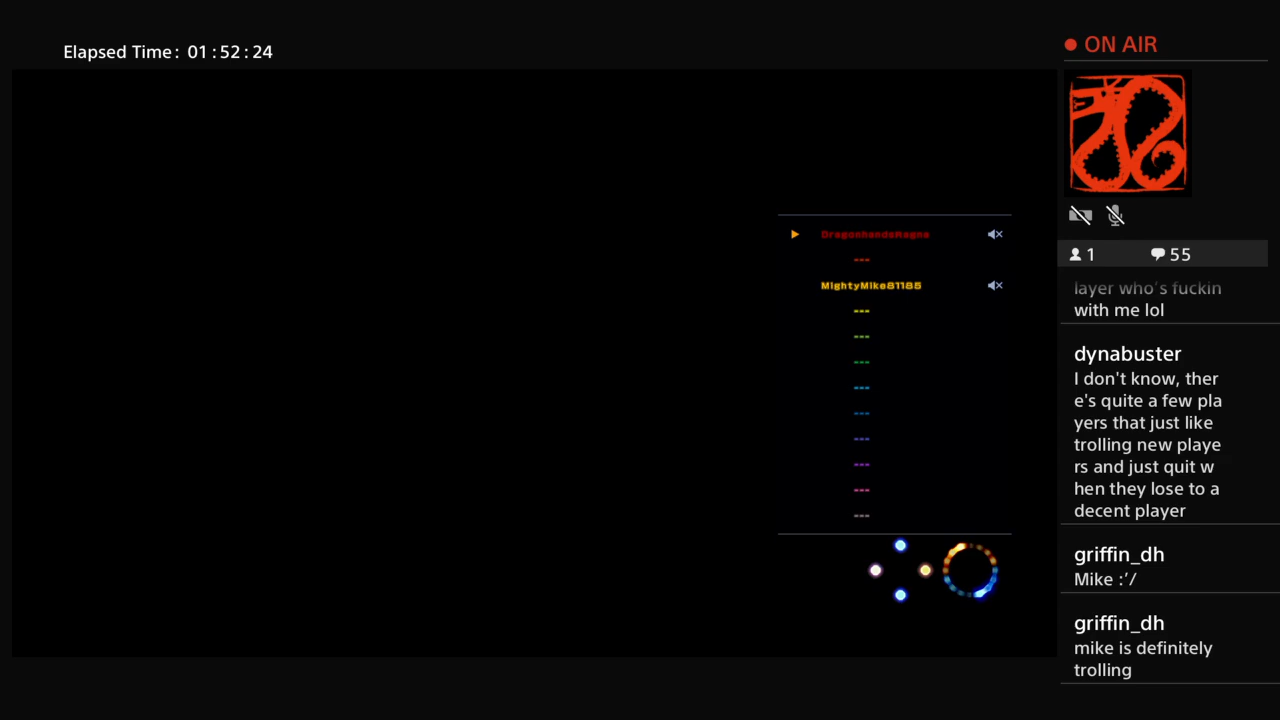 Elapsed Time: 01:52:24
ON AIR
DragonhandsMagna
---
MightyMike81185
---
---
---
---
---
---
---
---
---
1
55
layer who's fuckin
with me lol
dynabuster
I don't know, ther
e's quite a few pla
yers that just like
trolling new playe
rs and just quit w
hen they lose to a
decent player
griffin_dh
Mike :'/
griffin_dh
mike is definitely
trolling